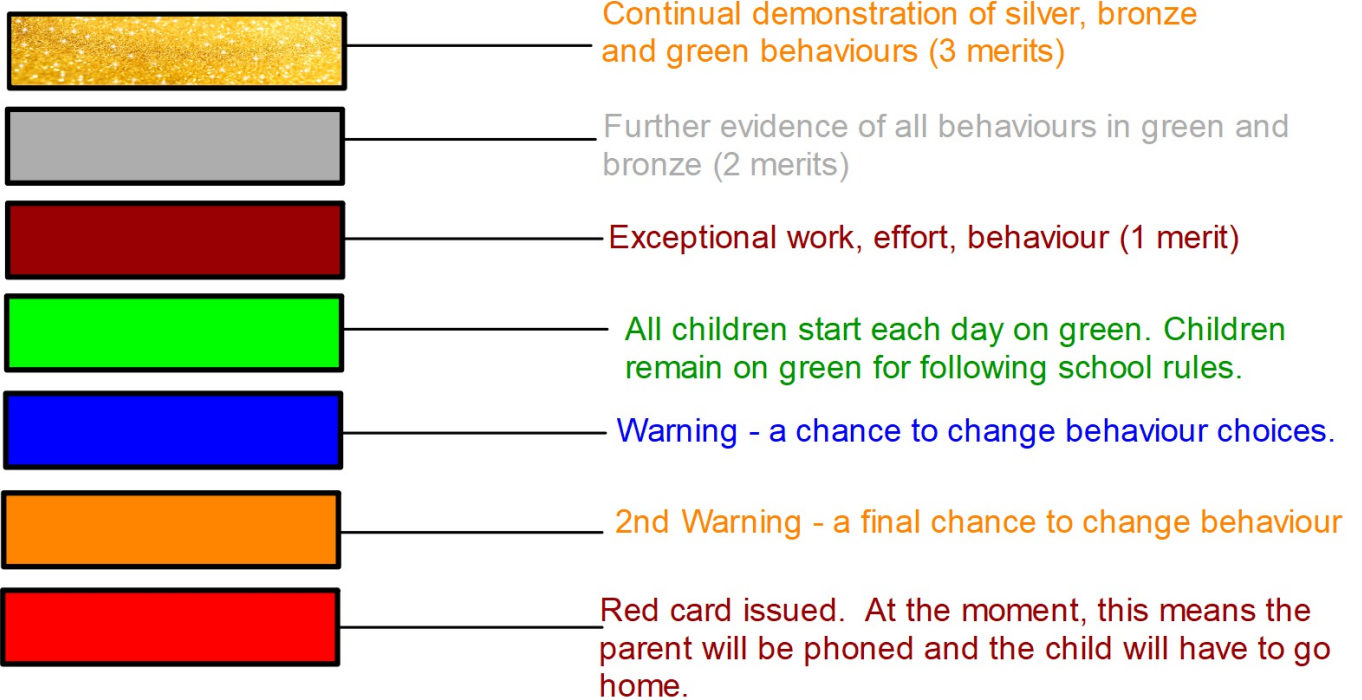 Continual demonstration of silver, bronze
and green behaviours (3 merits)
Further evidence of all behaviours in green and
bronze (2 merits)
Exceptional work, effort, behaviour (1 merit)
All children start each day on green. Children
remain on green for following school rules.
Warning - a chance to change behaviour choices.
2nd Warning - a final chance to change behaviour
Red card issued.  At the moment, this means the
parent will be phoned and the child will have to go
home.